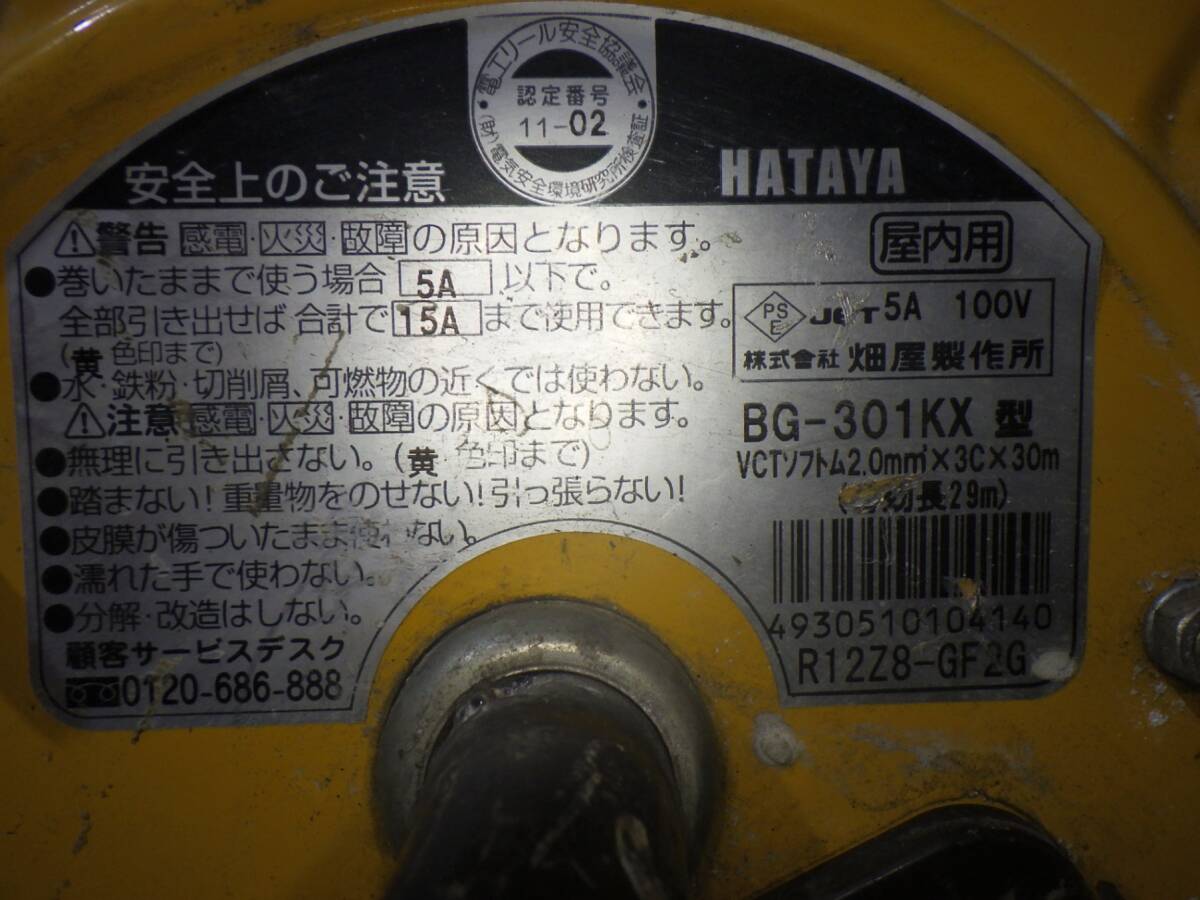 電工リール安全協議会
認定番号
11-02
(財)電気安全環境研究所検査証
安全上のご注意
HATAYA
警告 感電・火災・故障の原因となります。
●巻いたままで使う場合 5A 以下で。
全部引き出せば 合計で 15A まで使用できます。
(黄 色印まで)
●水・鉄粉・切削屑、可燃物の近くでは使わない。
注意 感電・火災・故障の原因となります。
●無理に引き出さない。(黄・色印まで)
●踏まない!重量物をのせない!引っ張らない!
●皮膜が傷ついたまま使わない。
●濡れた手で使わない。
●分解・改造はしない。
顧客サービスデスク
0120-686-888
屋内用
PS
E
JET 5A 100V
株式会社 畑屋製作所
BG-301KX 型
VCTソフトム2.0mm²×3C×30m
効長29m)
4930510104140
R12Z8-GF2G